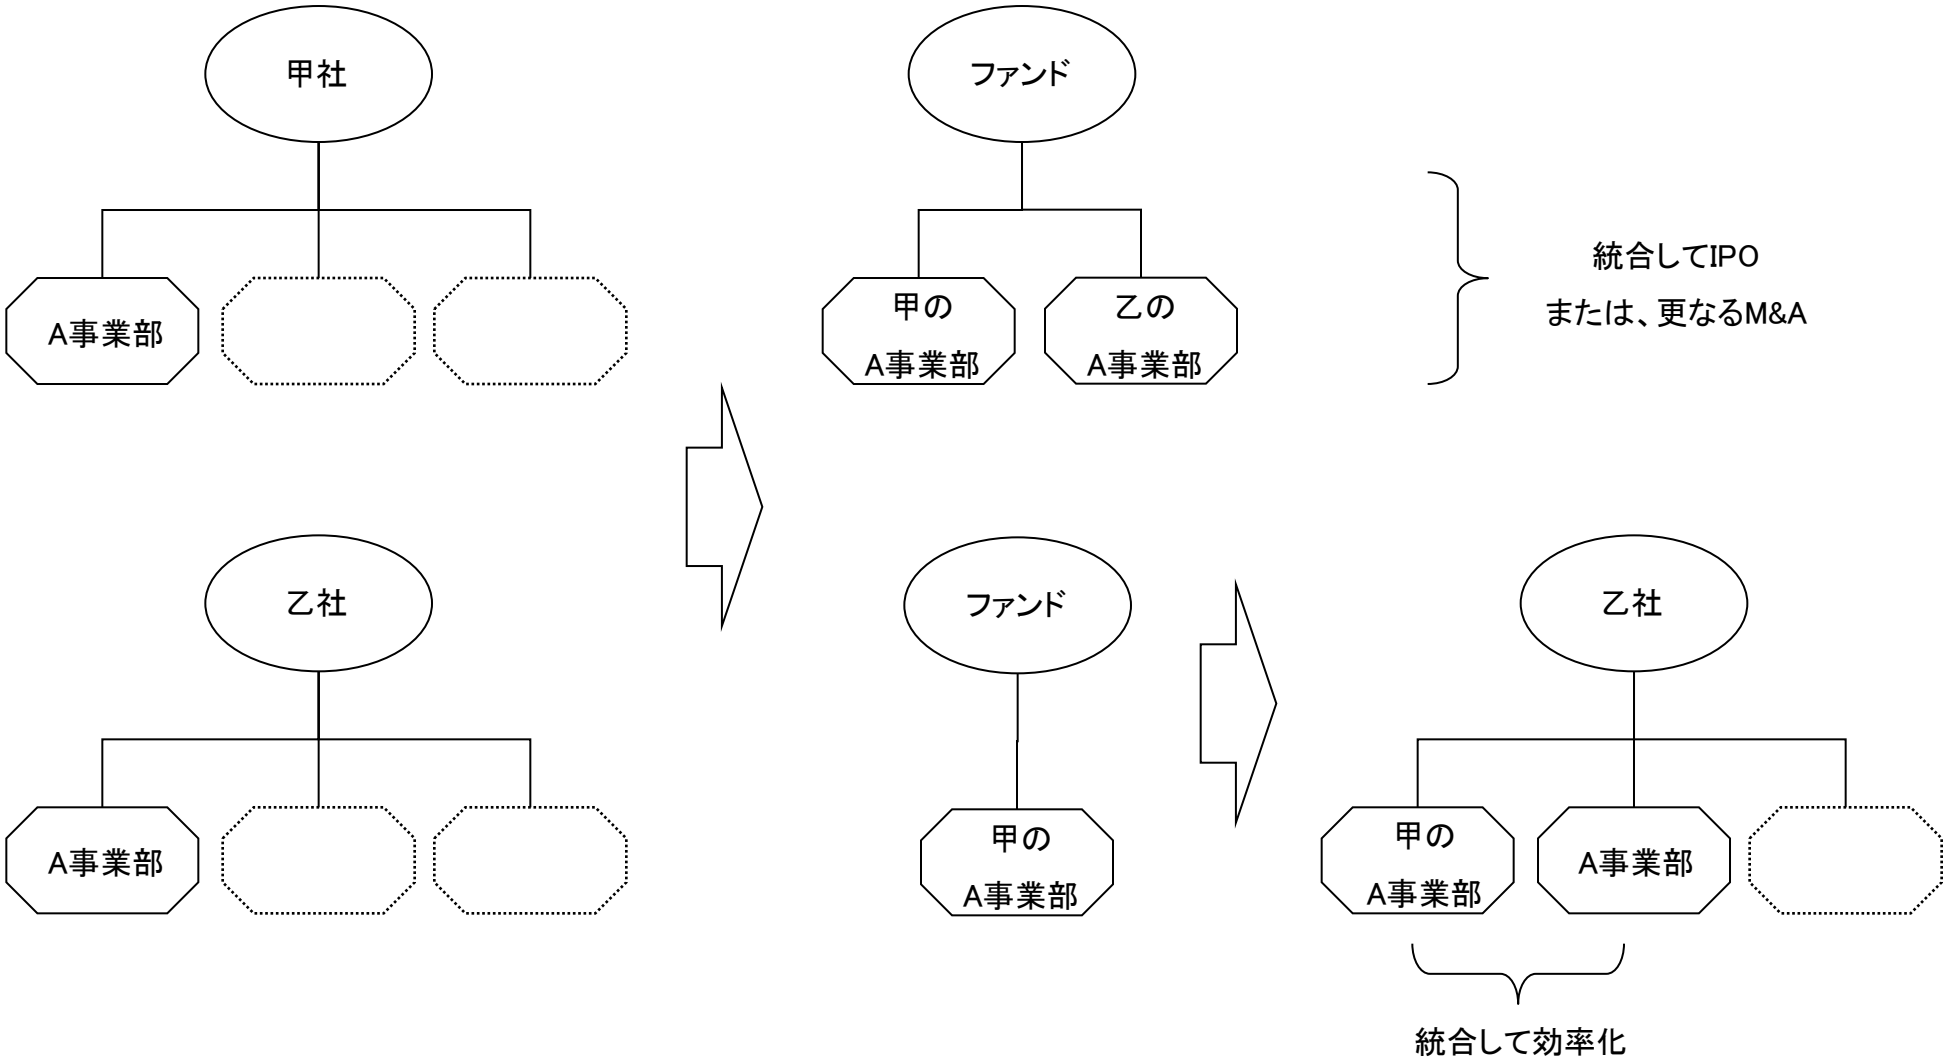 甲社
A事業部
ファンド
甲の
A事業部
乙の
A事業部
統合してIPO
または、更なるM&A
乙社
A事業部
ファンド
甲の
A事業部
乙社
甲の
A事業部
A事業部
統合して効率化